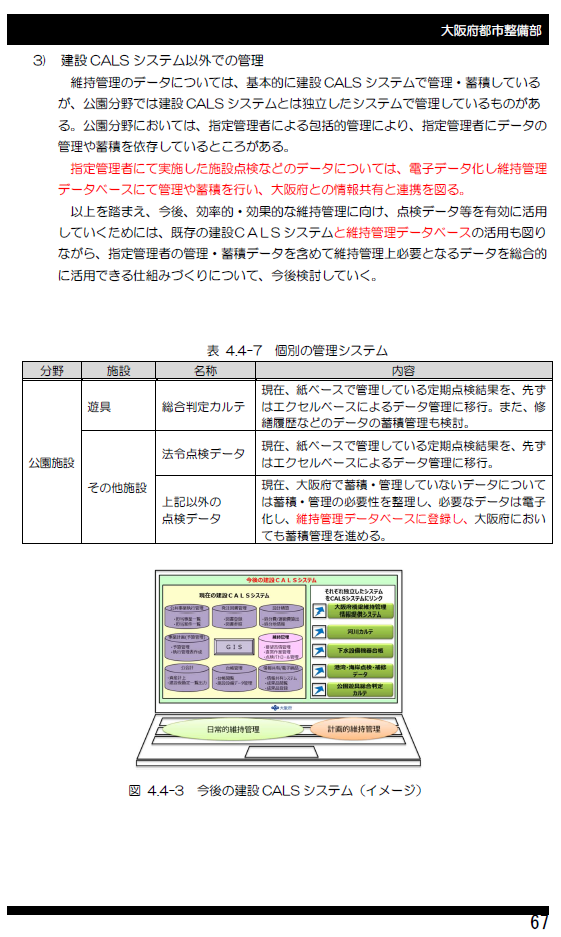 大阪府都市整備部
3) 建設 CALS システム以外での管理
維持管理のデータについては、基本的に建設 CALS システムで管理・蓄積している
が、公園分野では建設 CALS システムとは独立したシステムで管理しているものがあ
る。公園分野においては、指定管理者による包括的管理により、指定管理者にデータの
管理や蓄積を依存しているところがある。
指定管理者にて実施した施設点検などのデータについては、電子データ化し維持管理
データベースにて管理や蓄積を行い、大阪府との情報共有と連携を図る。
以上を踏まえ、今後、効率的・効果的な維持管理に向け、点検データ等を有効に活用
していくためには、既存の建設ＣＡＬＳシステムと維持管理データベースの活用も図り
ながら、指定管理者の管理・蓄積データを含めて維持管理上必要となるデータを総合的
に活用できる仕組みづくりについて、今後検討していく。
表 4.4-7 個別の管理システム
分野 施設 名称 内容
公園施設
遊具
総合判定カルテ
現在、紙ベースで管理している定期点検結果を、先ず
はエクセルベースによるデータ管理に移行。また、修
繕履歴などのデータの蓄積管理も検討。
その他施設
法令点検データ
現在、紙ベースで管理している定期点検結果を、先ず
はエクセルベースによるデータ管理に移行。
上記以外の
点検データ
現在、大阪府で蓄積・管理していないデータについて
は蓄積・管理の必要性を整理し、必要なデータは電子
化し、維持管理データベースに登録し、大阪府におい
ても蓄積管理を進める。
今後の建設ＣＡＬＳシステム
現在の建設ＣＡＬＳシステム
それぞれ独立したシステム
をCALSシステムにリンク
ＧＩＳ
維持管理
大阪府橋梁維持管理
情報提供システム
河川カルテ
下水設備機器台帳
港湾・海岸点検・補修
データ
公園遊具総合判定
カルテ
大阪府
日常的維持管理
計画的維持管理
図 4.4-3 今後の建設 CALS システム（イメージ）
67